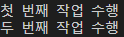 첫 번째 작업 수행
두 번째 작업 수행